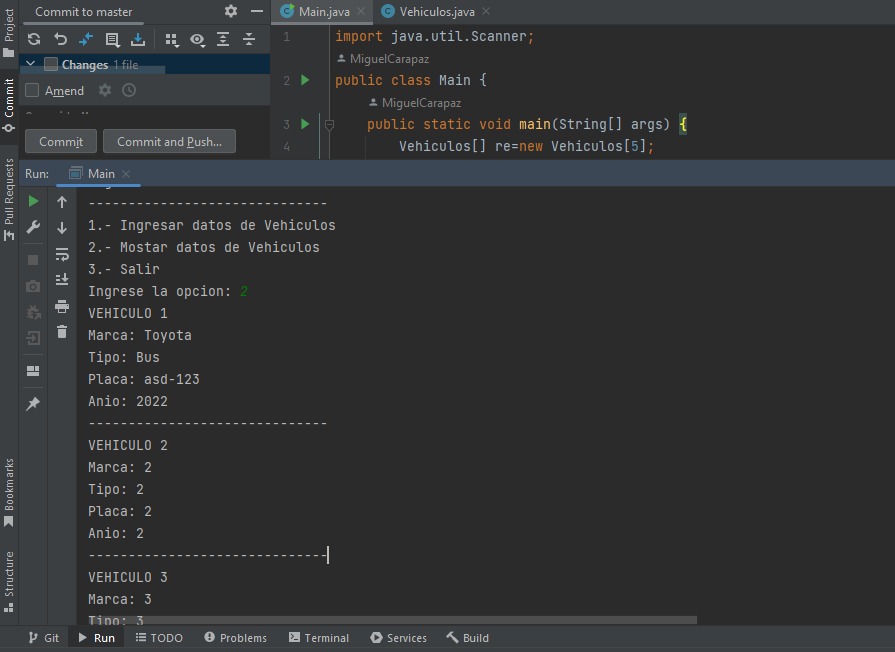 Project
Commit
Pull Requests
Bookmarks
Structure
Commit to master
Changes 1 file
Amend
Commit
Commit and Push...
Main.java
Vehiculos.java
1 import java.util.Scanner;
MiguelCarapaz
2 public class Main {
MiguelCarapaz
3 public static void main(String[] args) {
4 Vehiculos[] re=new Vehiculos[5];
Run: Main
------------------------------
1.- Ingresar datos de Vehiculos
2.- Mostar datos de Vehiculos
3.- Salir
Ingrese la opcion: 2
VEHICULO 1
Marca: Toyota
Tipo: Bus
Placa: asd-123
Anio: 2022
------------------------------
VEHICULO 2
Marca: 2
Tipo: 2
Placa: 2
Anio: 2
------------------------------
VEHICULO 3
Marca: 3
Tipo: 3
Git
Run
TODO
Problems
Terminal
Services
Build